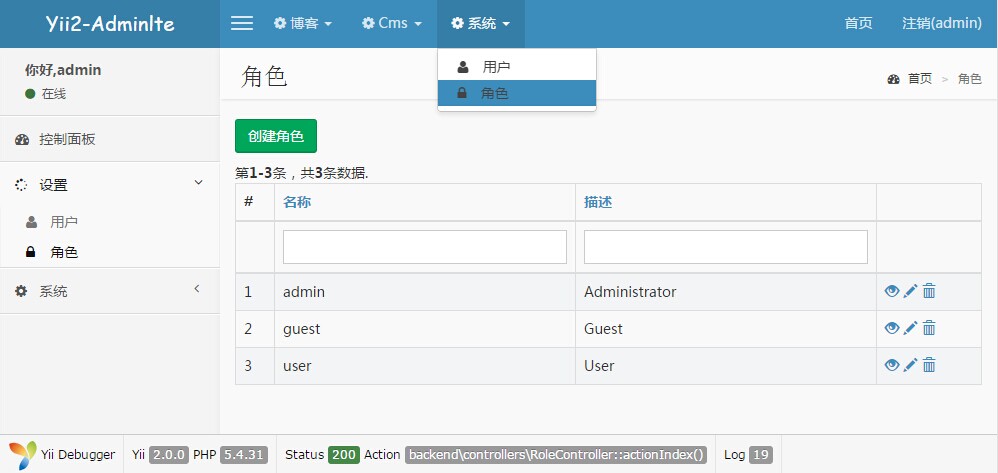 Yii2-Adminlte 博客 Cms 系统 首页 注销(admin)
你好,admin
在线
控制面板
设置
用户
角色
系统
用户
角色
角色
首页 > 角色
创建角色
第1-3条，共3条数据.
# 名称 描述
1 admin Administrator
2 guest Guest
3 user User
Yii Debugger Yii 2.0.0 PHP 5.4.31 Status 200 Action backend\controllers\RoleController::actionIndex() Log 19